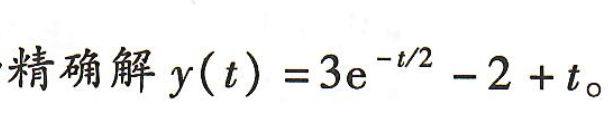 精确解 y(t) = 3e^{-t/2} - 2 + t。